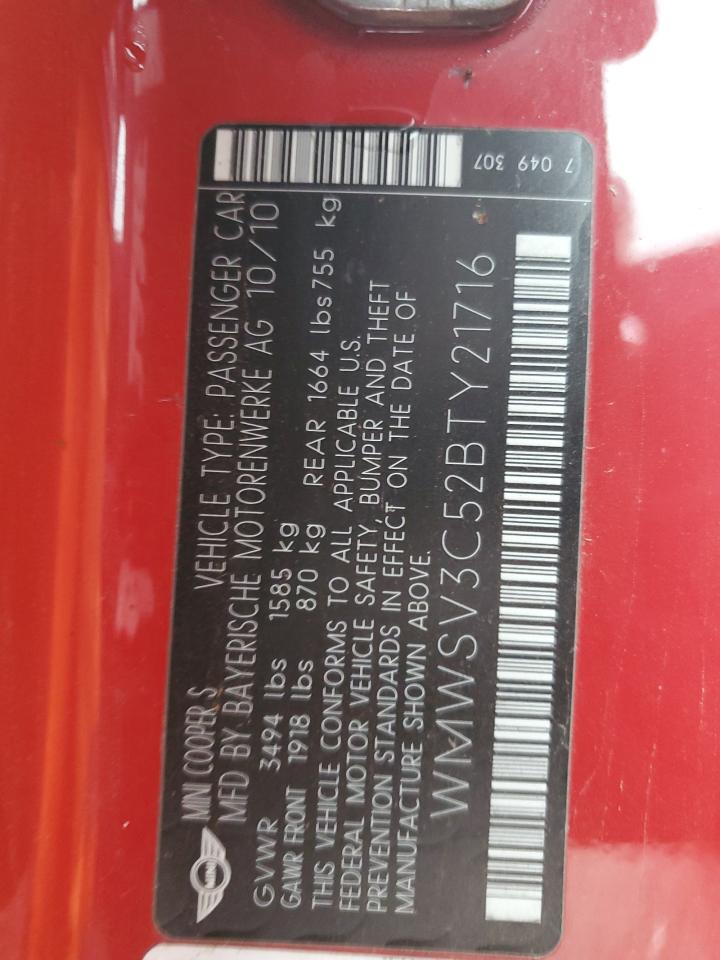 MINI COOPER S VEHICLE TYPE: PASSENGER CAR
MFD BY BAYERISCHE MOTORENWERKE AG 10/10
GVWR 3494 lbs 1585 kg
GAWR FRONT 1918 lbs 870 kg REAR 1664 lbs 755 kg
THIS VEHICLE CONFORMS TO ALL APPLICABLE U.S.
FEDERAL MOTOR VEHICLE SAFETY, BUMPER AND THEFT
PREVENTION STANDARDS IN EFFECT ON THE DATE OF
MANUFACTURE SHOWN ABOVE.
WMWSV3C52BTY21716
7 049 307